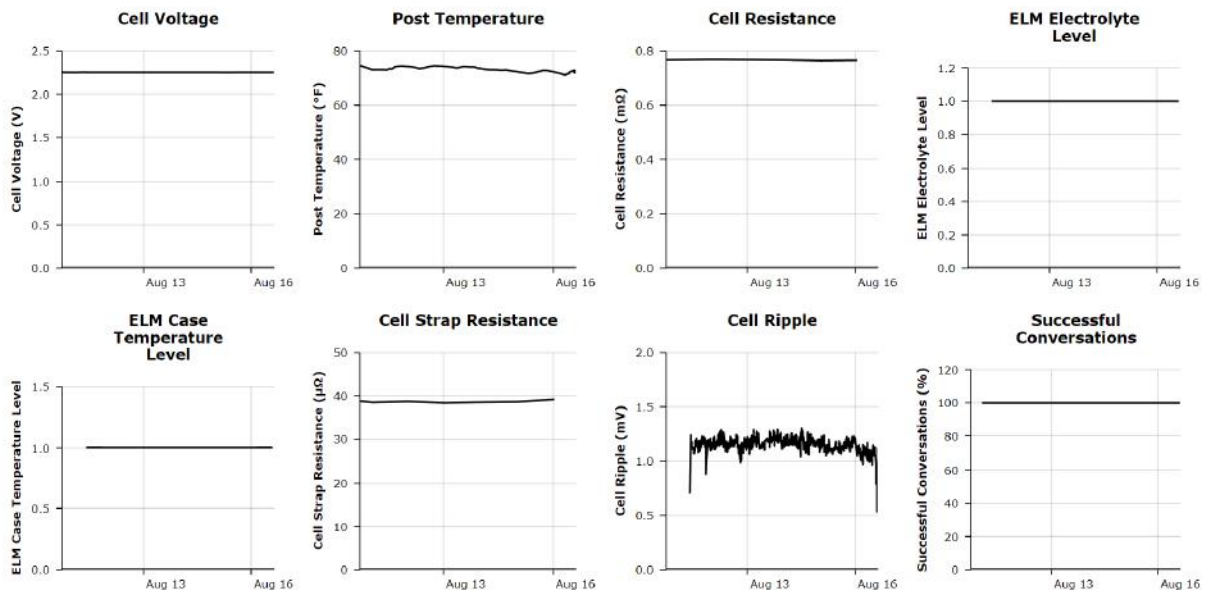 Cell Voltage
Cell Voltage (V)
2.5
2.0
1.5
1.0
0.5
0.0
Aug 13
Aug 16
Post Temperature
Post Temperature (°F)
80
60
40
20
0
Aug 13
Aug 16
Cell Resistance
Cell Resistance (mΩ)
0.8
0.6
0.4
0.2
0.0
Aug 13
Aug 16
ELM Electrolyte
Level
ELM Electrolyte Level
1.2
1.0
0.8
0.6
0.4
0.2
0.0
Aug 13
Aug 16
ELM Case
Temperature
Level
ELM Case Temperature Level
1.5
1.0
0.5
0.0
Aug 13
Aug 16
Cell Strap Resistance
Cell Strap Resistance (μΩ)
50
40
30
20
10
0
Aug 13
Aug 16
Cell Ripple
Cell Ripple (mV)
2.0
1.5
1.0
0.5
0.0
Aug 13
Aug 16
Successful
Conversations
Successful Conversations (%)
120
100
80
60
40
20
0
Aug 13
Aug 16